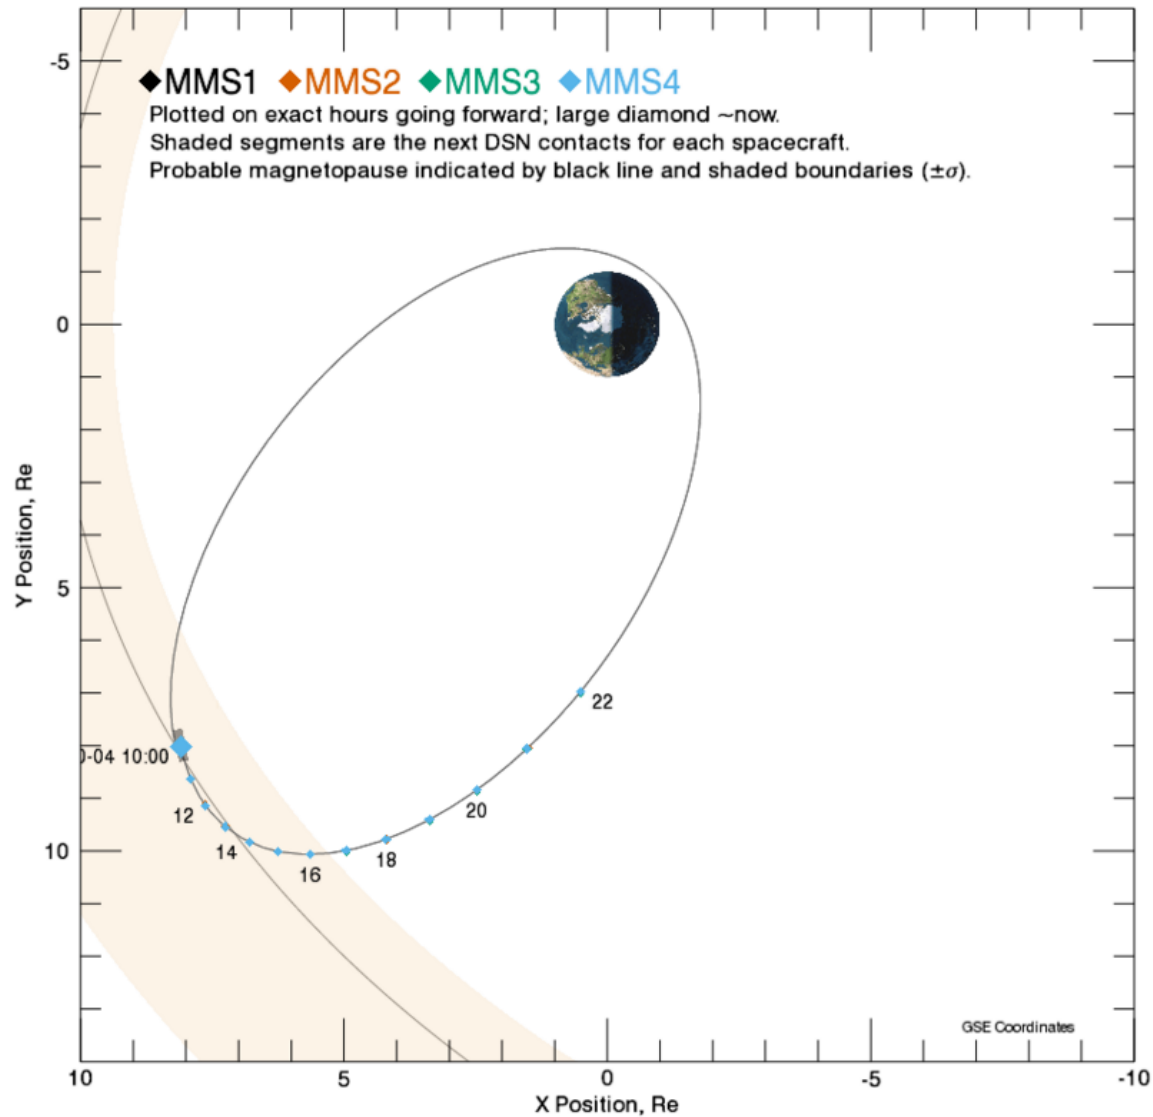 -5
MMS1 MMS2 MMS3 MMS4
Plotted on exact hours going forward; large diamond ~now.
Shaded segments are the next DSN contacts for each spacecraft.
Probable magnetopause indicated by black line and shaded boundaries (±σ).
0
Y Position, Re
5
22
-04 10:00
12
20
14
10
18
16
GSE Coordinates
10 5 0 -5 -10
X Position, Re